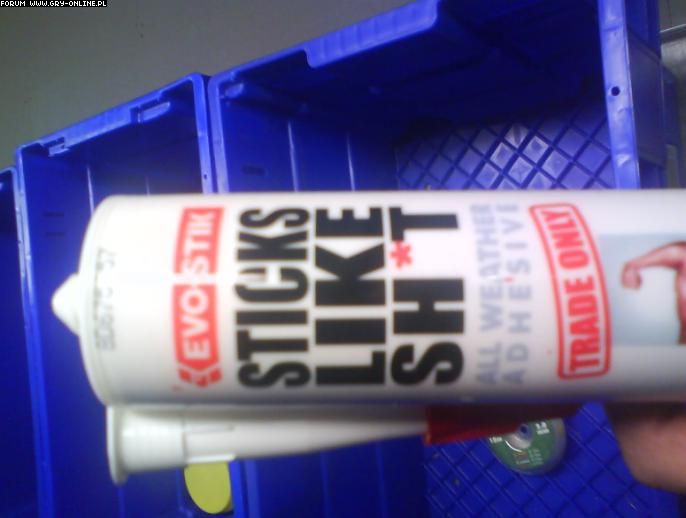 FORUM WWW.GRY-ONLINE.PL
EVO-STIK
STICKS
LIKE
SH*T
ALL WEATHER
ADHESIVE
TRADE ONLY